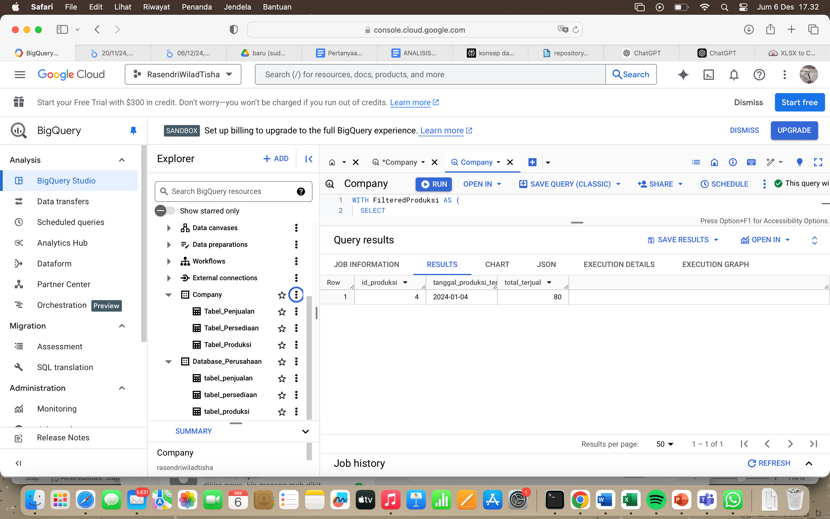 Safari File Edit Lihat Riwayat Penanda Jendela Bantuan Jum 6 Des 17.32
console.cloud.google.com
BigQuery... 20/11/24,... 06/12/24,... baru (sud... Pertanyaa... ANALISIS... konsep da... repository... ChatGPT ChatGPT XLSX to C...
Google Cloud RasendriWiladTisha Search (/) for resources, docs, products, and more Search
Start your Free Trial with $300 in credit. Don't worry—you won't be charged if you run out of credits. Learn more Dismiss Start free
BigQuery SANDBOX Set up billing to upgrade to the full BigQuery experience. Learn more DISMISS UPGRADE
Analysis
BigQuery Studio
Data transfers
Scheduled queries
Analytics Hub
Dataform
Partner Center
Orchestration Preview
Migration
Assessment
SQL translation
Administration
Monitoring
Release Notes
Explorer + ADD
Search BigQuery resources
Show starred only
Data canvases
Data preparations
Workflows
External connections
Company
Tabel_Penjualan
Tabel_Persediaan
Tabel_Produksi
Database_Perusahaan
tabel_penjualan
tabel_persediaan
tabel_produksi
SUMMARY
Company
rasendriwiladtisha
*Company Company
Company RUN OPEN IN SAVE QUERY (CLASSIC) SHARE SCHEDULE This query wi
1 WITH FilteredProduksi AS (
2 SELECT
Press Option+F1 for Accessibility Options.
Query results SAVE RESULTS OPEN IN
JOB INFORMATION RESULTS CHART JSON EXECUTION DETAILS EXECUTION GRAPH
Row id_produksi tanggal_produksi_ter total_terjual
1 4 2024-01-04 80
Results per page: 50 1 – 1 of 1
Job history REFRESH